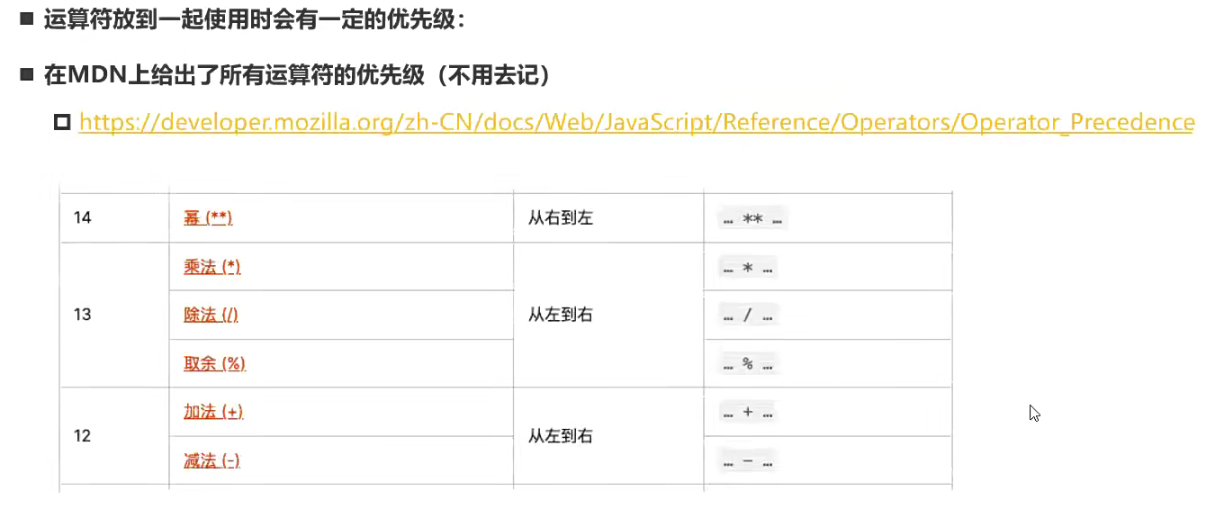 运算符放到一起使用时会有一定的优先级：
在MDN上给出了所有运算符的优先级（不用去记）
https://developer.mozilla.org/zh-CN/docs/Web/JavaScript/Reference/Operators/Operator_Precedence
14 幂 (**) 从右到左 … ** …
13 乘法 (*) 从左到右 … * …
除法 (/) … / …
取余 (%) … % …
12 加法 (+) 从左到右 … + …
减法 (-) … - …